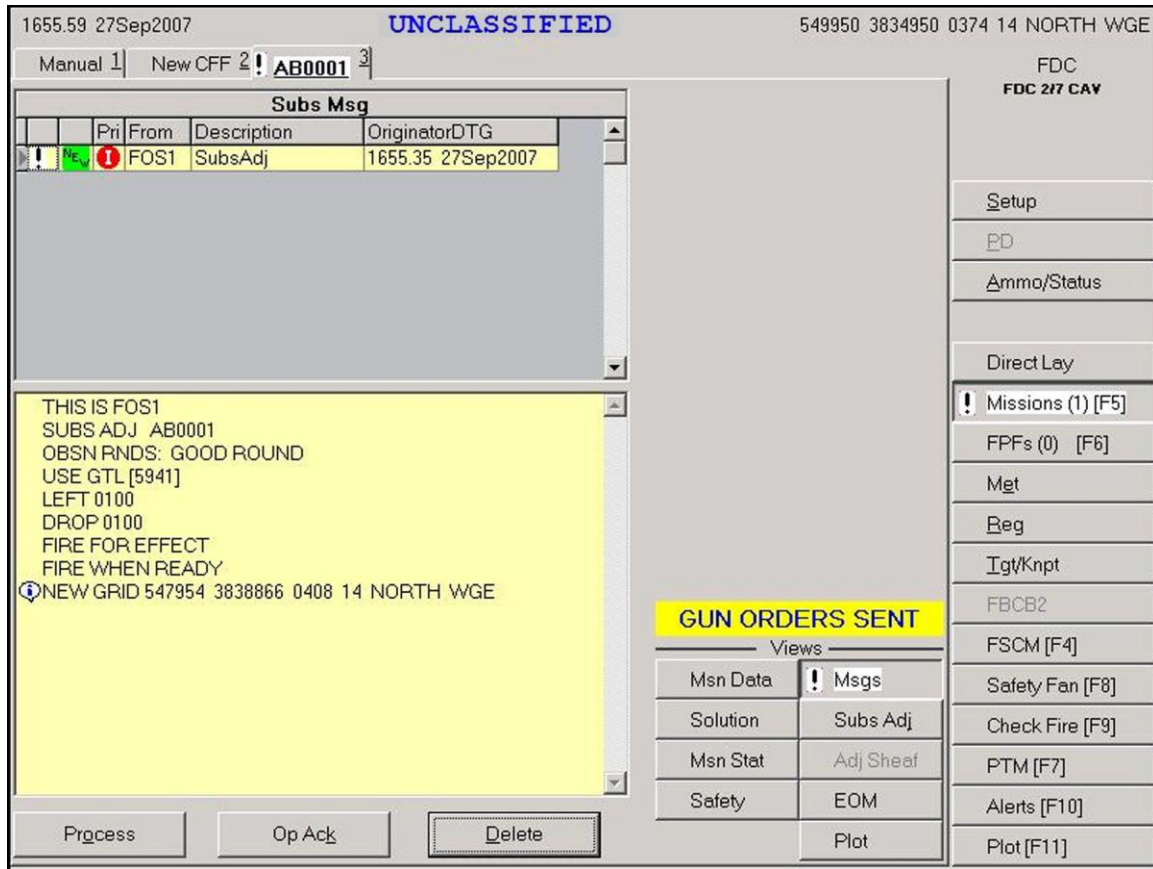 1655.59 27Sep2007 UNCLASSIFIED 549950 3834950 0374 14 NORTH WGE
Manual 1 New CFF 2 ! AB0001 3
FDC
FDC 2/7 CAV
Subs Msg
Pri From Description OriginatorDTG
! NEW I FOS1 SubsAdj 1655.35 27Sep2007
THIS IS FOS1
SUBS ADJ AB0001
OBSN RNDS: GOOD ROUND
USE GTL [5941]
LEFT 0100
DROP 0100
FIRE FOR EFFECT
FIRE WHEN READY
NEW GRID 547954 3838866 0408 14 NORTH WGE
Process Op Ack Delete
GUN ORDERS SENT
Views
Msn Data ! Msgs
Solution Subs Adj
Msn Stat Adj Sheaf
Safety EOM
Plot
Setup
PD
Ammo/Status
Direct Lay
! Missions (1) [F5]
FPFs (0) [F6]
Met
Reg
Tgt/Knpt
FBCB2
FSCM [F4]
Safety Fan [F8]
Check Fire [F9]
PTM [F7]
Alerts [F10]
Plot [F11]